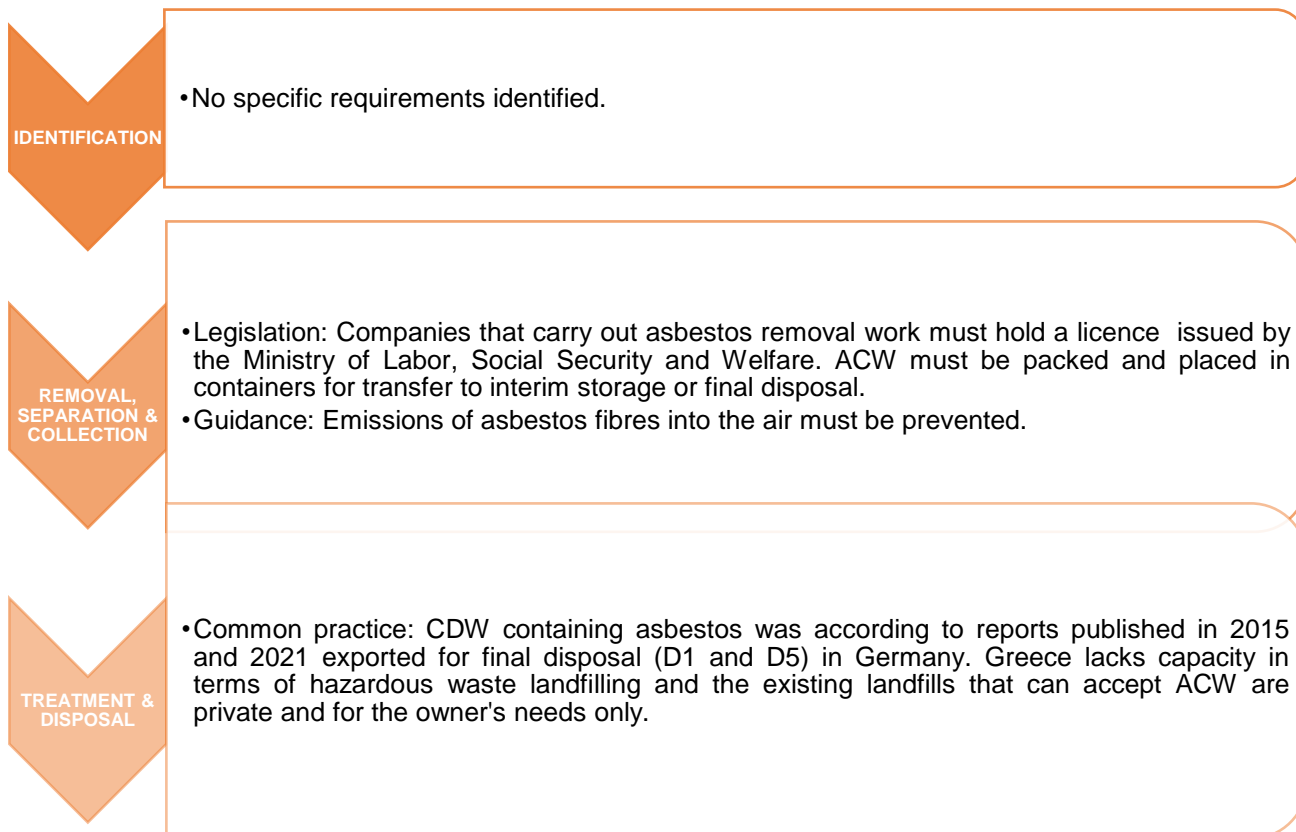 IDENTIFICATION
•No specific requirements identified.
REMOVAL,
SEPARATION &
COLLECTION
•Legislation: Companies that carry out asbestos removal work must hold a licence issued by
the Ministry of Labor, Social Security and Welfare. ACW must be packed and placed in
containers for transfer to interim storage or final disposal.
•Guidance: Emissions of asbestos fibres into the air must be prevented.
TREATMENT &
DISPOSAL
•Common practice: CDW containing asbestos was according to reports published in 2015
and 2021 exported for final disposal (D1 and D5) in Germany. Greece lacks capacity in
terms of hazardous waste landfilling and the existing landfills that can accept ACW are
private and for the owner's needs only.